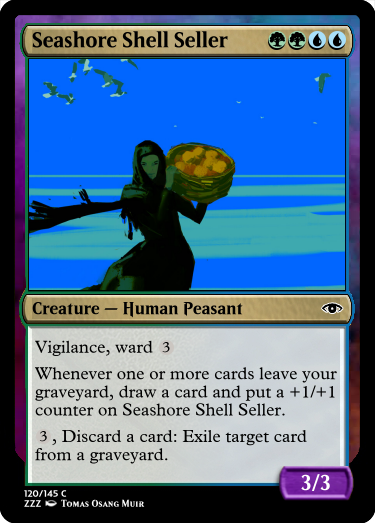 Seashore Shell Seller
Creature — Human Peasant
Vigilance, ward 3
Whenever one or more cards leave your
graveyard, draw a card and put a +1/+1
counter on Seashore Shell Seller.
3, Discard a card: Exile target card
from a graveyard.
3/3
120/145 C
ZZZ Tomas Osang Muir